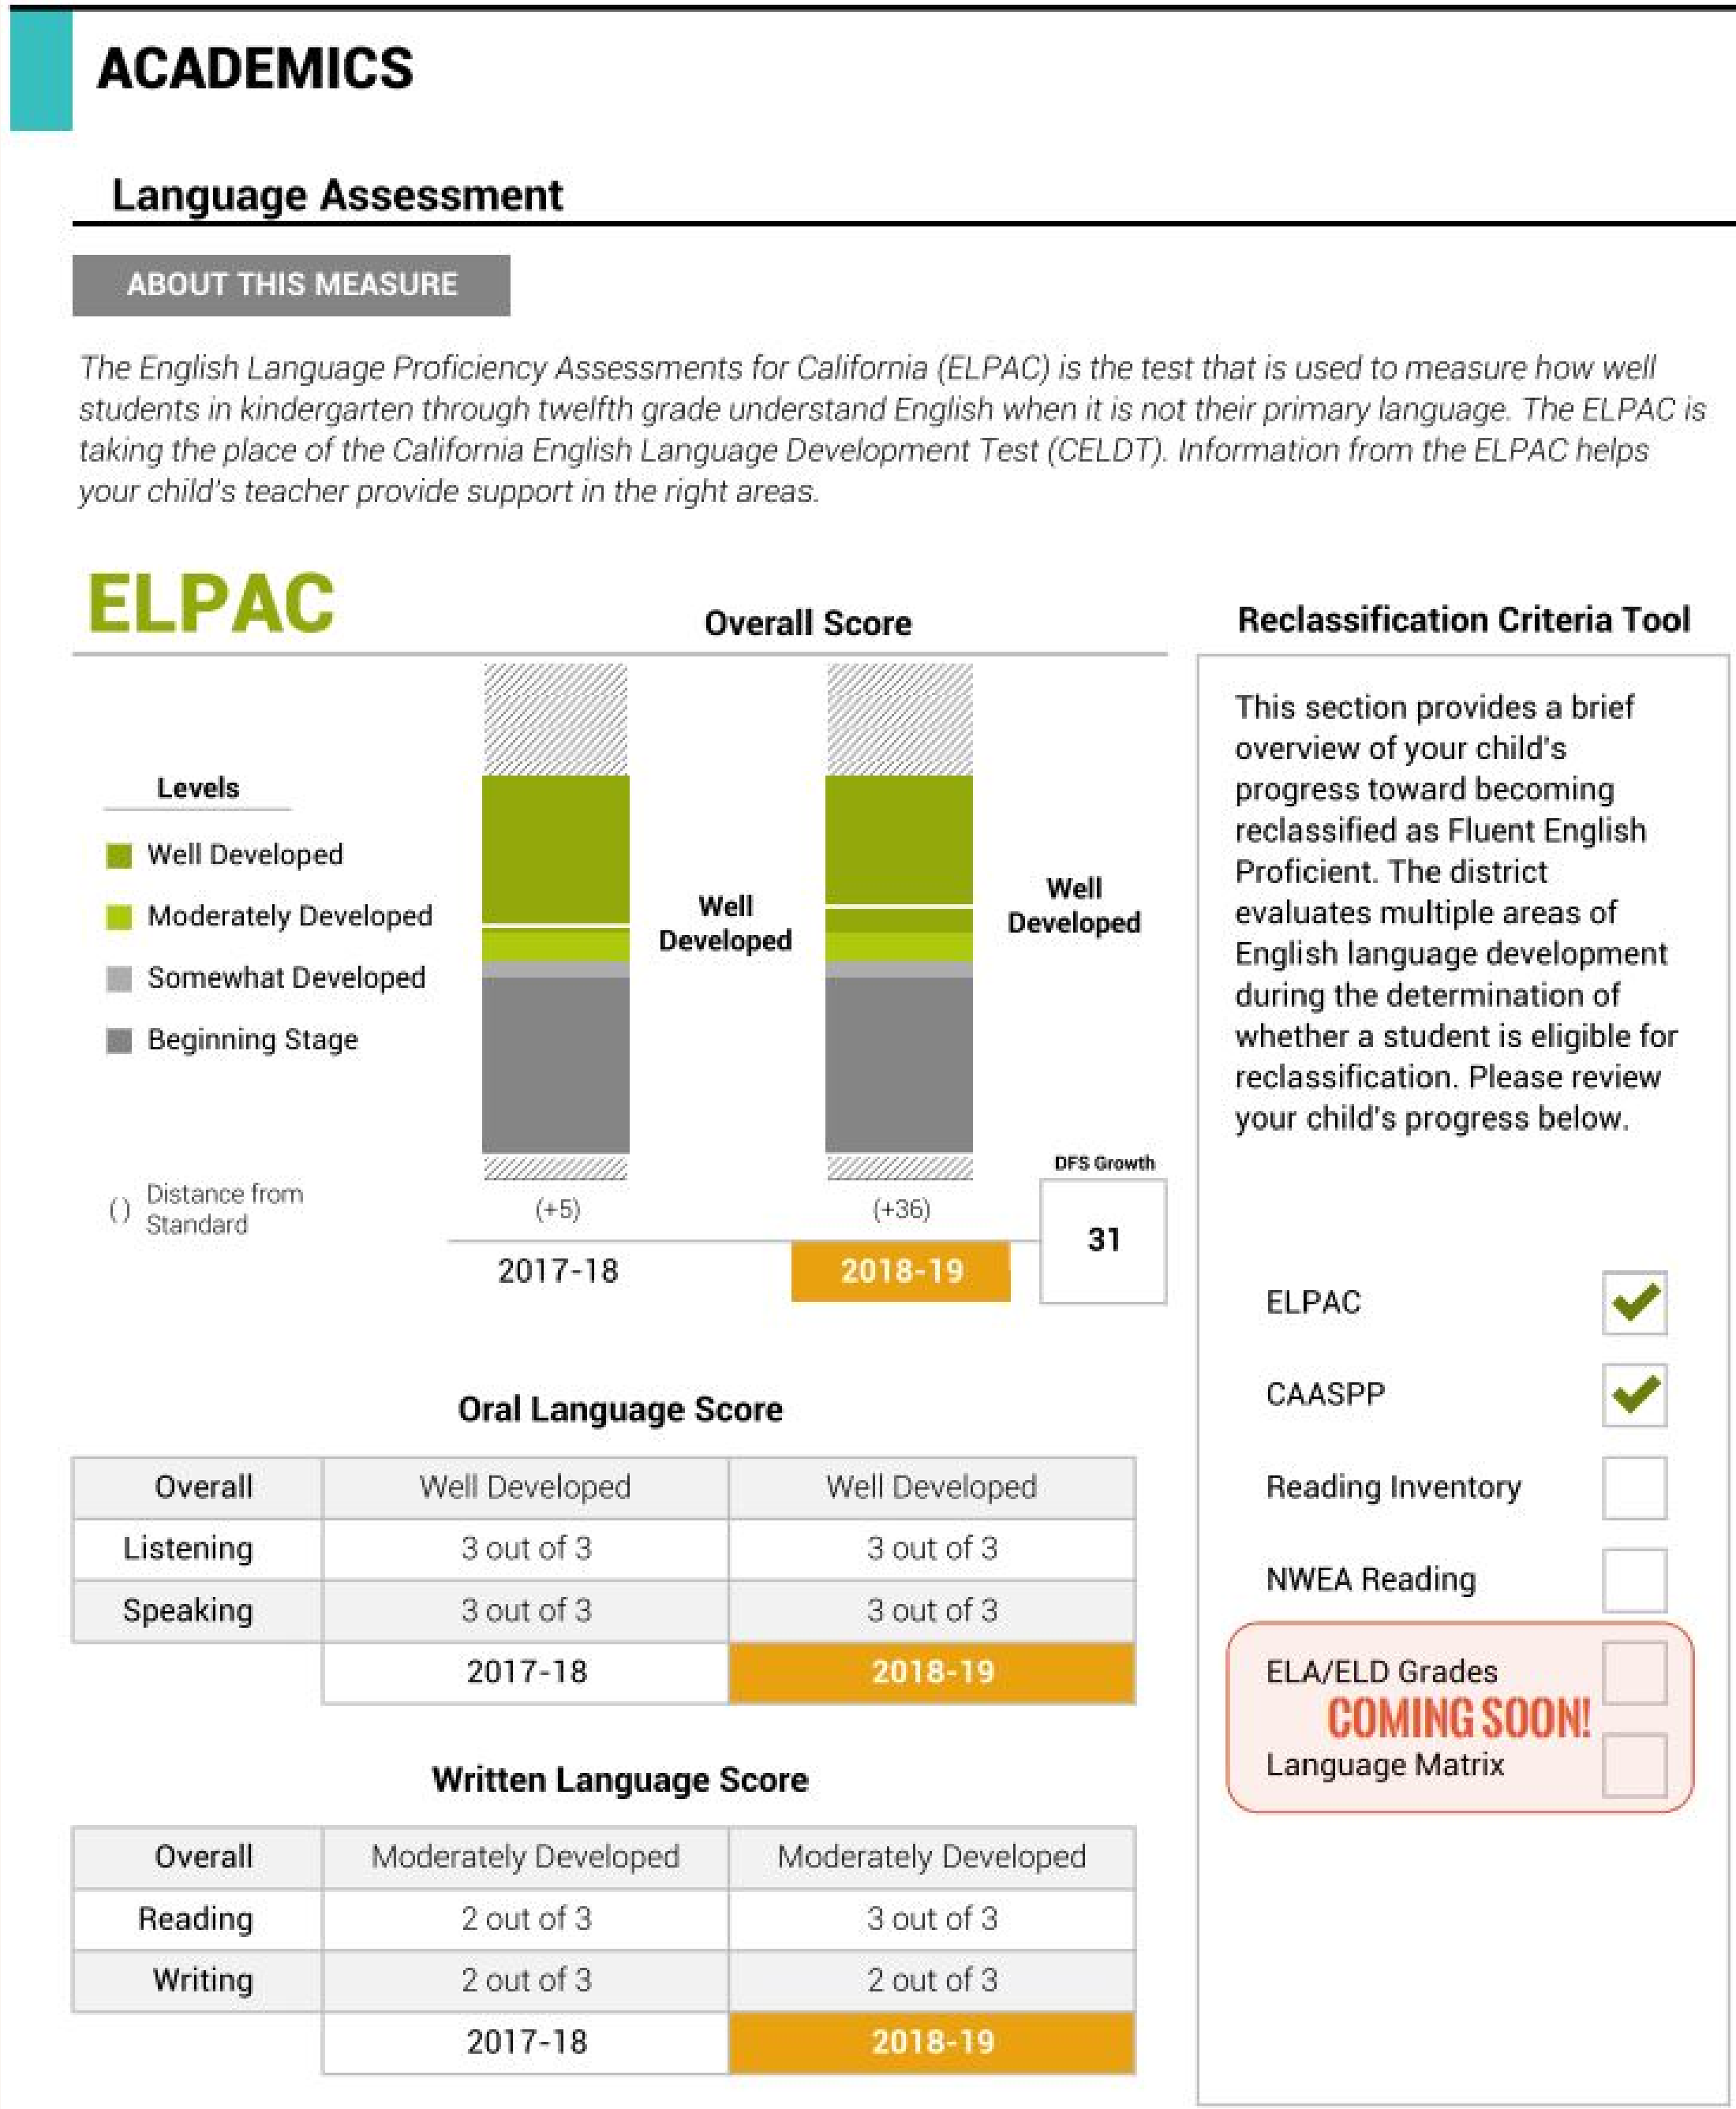 ACADEMICS
Language Assessment
ABOUT THIS MEASURE
The English Language Proficiency Assessments for California (ELPAC) is the test that is used to measure how well
students in kindergarten through twelfth grade understand English when it is not their primary language. The ELPAC is
taking the place of the California English Language Development Test (CELDT). Information from the ELPAC helps
your child's teacher provide support in the right areas.
ELPAC
Overall Score
Levels
Well Developed
Moderately Developed
Somewhat Developed
Beginning Stage
Well
Developed
Well
Developed
() Distance from
Standard
(+5)
(+36)
DFS Growth
31
2017-18
2018-19
Oral Language Score
Overall Well Developed Well Developed
Listening 3 out of 3 3 out of 3
Speaking 3 out of 3 3 out of 3
2017-18 2018-19
Written Language Score
Overall Moderately Developed Moderately Developed
Reading 2 out of 3 3 out of 3
Writing 2 out of 3 2 out of 3
2017-18 2018-19
Reclassification Criteria Tool
This section provides a brief
overview of your child's
progress toward becoming
reclassified as Fluent English
Proficient. The district
evaluates multiple areas of
English language development
during the determination of
whether a student is eligible for
reclassification. Please review
your child's progress below.
ELPAC
CAASPP
Reading Inventory
NWEA Reading
ELA/ELD Grades
COMING SOON!
Language Matrix